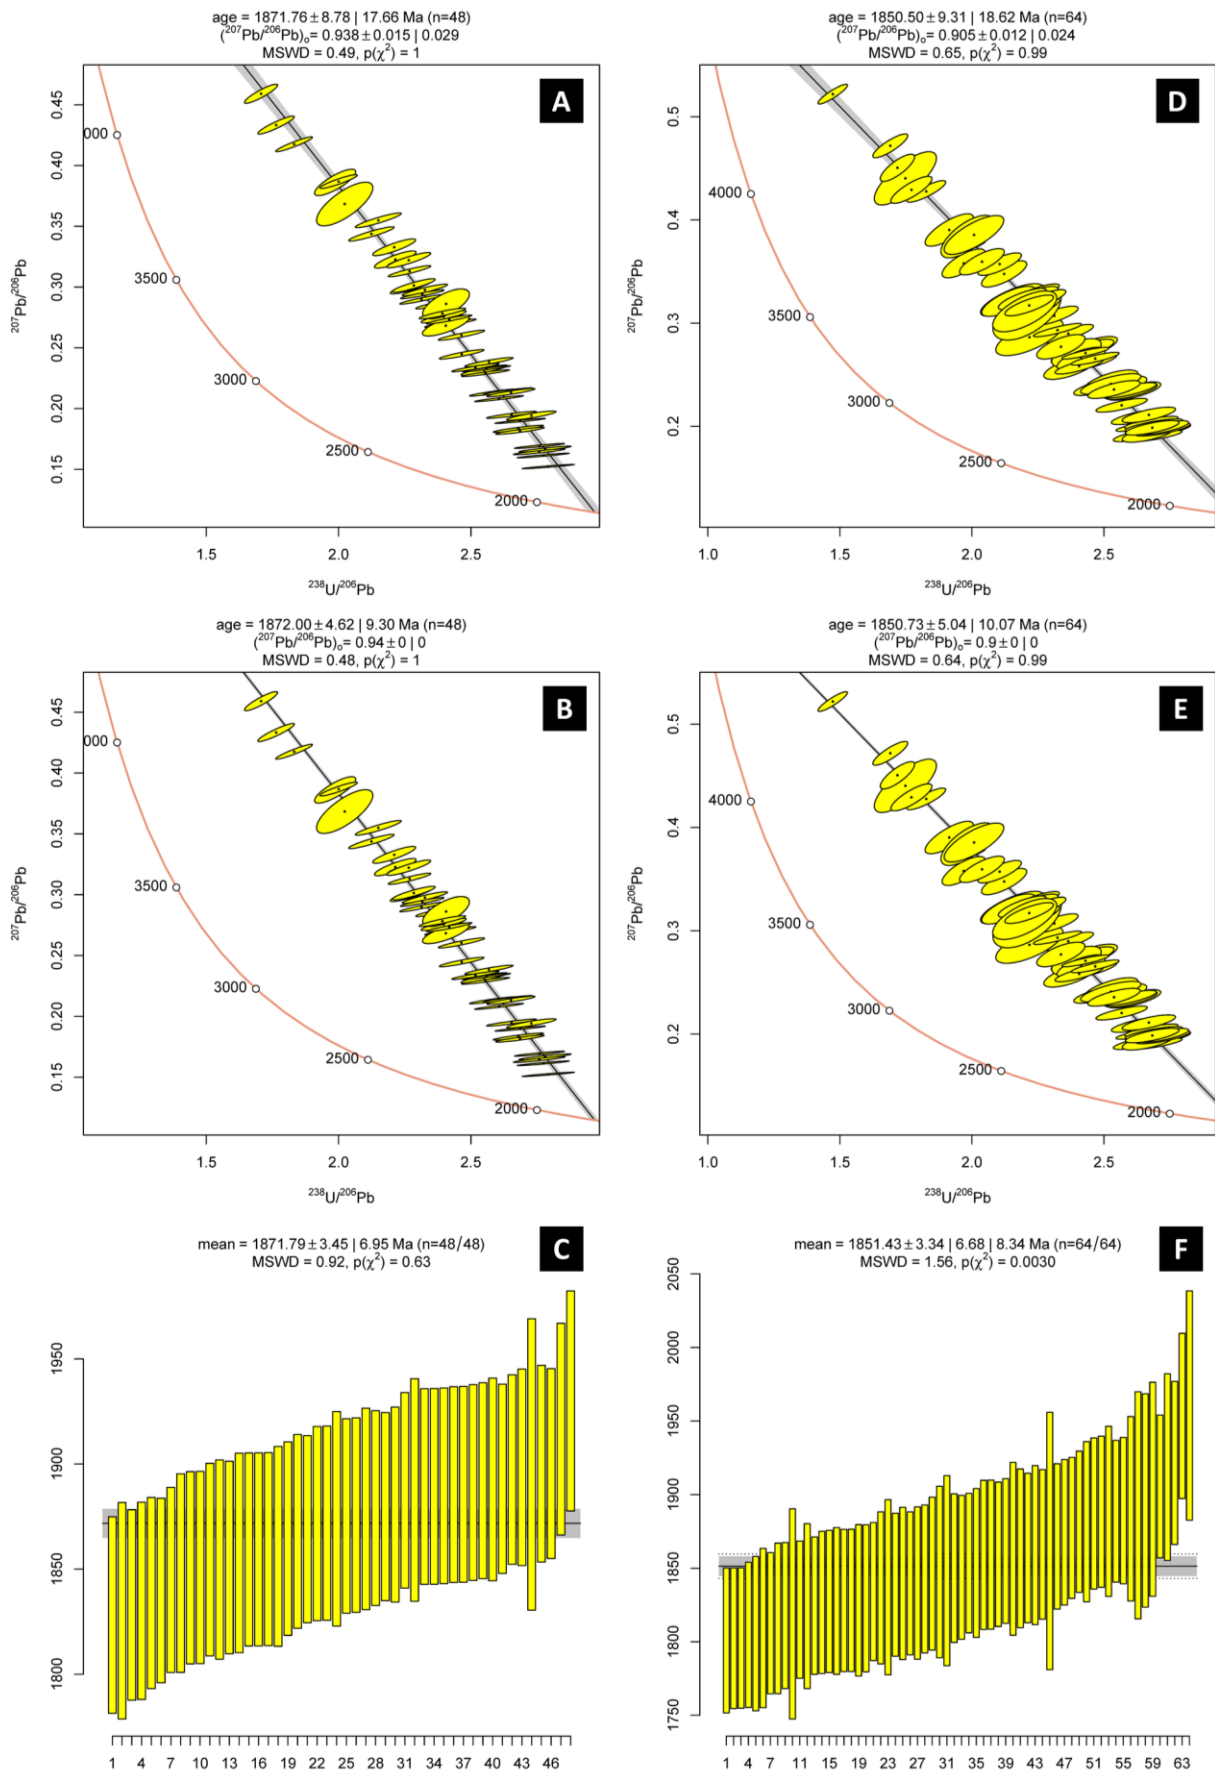 age = 1871.76 ± 8.78 | 17.66 Ma (n=48)
(²⁰⁷Pb/²⁰⁶Pb)ₒ= 0.938 ± 0.015 | 0.029
MSWD = 0.49, p(χ²) = 1
A
0.45
0.40
0.35
0.30
0.25
0.20
0.15
²⁰⁷Pb/²⁰⁶Pb
000
3500
3000
2500
2000
1.5
2.0
2.5
²³⁸U/²⁰⁶Pb
age = 1850.50 ± 9.31 | 18.62 Ma (n=64)
(²⁰⁷Pb/²⁰⁶Pb)ₒ= 0.905 ± 0.012 | 0.024
MSWD = 0.65, p(χ²) = 0.99
D
0.5
0.4
0.3
0.2
²⁰⁷Pb/²⁰⁶Pb
4000
3500
3000
2500
2000
1.0
1.5
2.0
2.5
²³⁸U/²⁰⁶Pb
age = 1872.00 ± 4.62 | 9.30 Ma (n=48)
(²⁰⁷Pb/²⁰⁶Pb)ₒ= 0.94 ± 0 | 0
MSWD = 0.48, p(χ²) = 1
B
0.45
0.40
0.35
0.30
0.25
0.20
0.15
²⁰⁷Pb/²⁰⁶Pb
000
3500
3000
2500
2000
1.5
2.0
2.5
²³⁸U/²⁰⁶Pb
age = 1850.73 ± 5.04 | 10.07 Ma (n=64)
(²⁰⁷Pb/²⁰⁶Pb)ₒ= 0.9 ± 0 | 0
MSWD = 0.64, p(χ²) = 0.99
E
0.5
0.4
0.3
0.2
²⁰⁷Pb/²⁰⁶Pb
4000
3500
3000
2500
2000
1.0
1.5
2.0
2.5
²³⁸U/²⁰⁶Pb
mean = 1871.79 ± 3.45 | 6.95 Ma (n=48/48)
MSWD = 0.92, p(χ²) = 0.63
C
1950
1900
1850
1800
1 4 7 10 13 16 19 22 25 28 31 34 37 40 43 46
mean = 1851.43 ± 3.34 | 6.68 | 8.34 Ma (n=64/64)
MSWD = 1.56, p(χ²) = 0.0030
F
2050
2000
1950
1900
1850
1800
1750
1 4 7 11 15 19 23 27 31 35 39 43 47 51 55 59 63